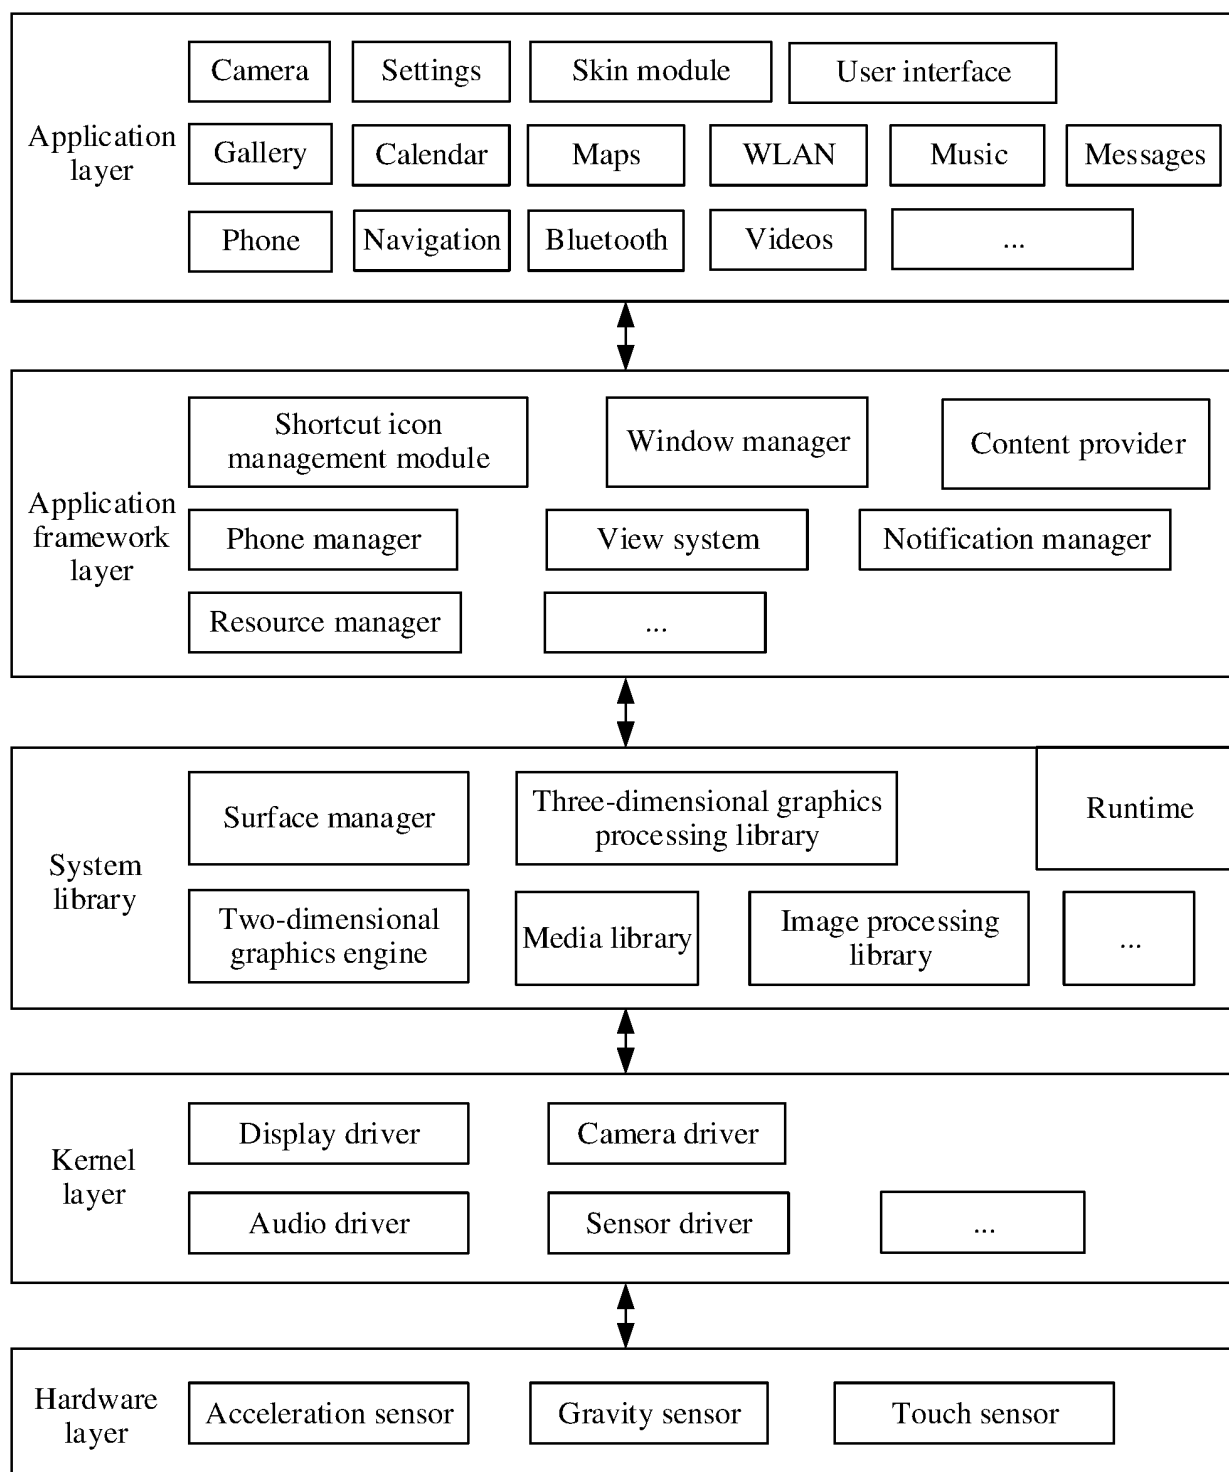 Camera
Settings
Skin module
User interface
Application
layer
Gallery
Calendar
Maps
WLAN
Music
Messages
Phone
Navigation
Bluetooth
Videos
...
Application
framework
layer
Shortcut icon
management module
Window manager
Content provider
Phone manager
View system
Notification manager
Resource manager
...
System
library
Surface manager
Three-dimensional graphics
processing library
Runtime
Two-dimensional
graphics engine
Media library
Image processing
library
...
Kernel
layer
Display driver
Camera driver
Audio driver
Sensor driver
...
Hardware
layer
Acceleration sensor
Gravity sensor
Touch sensor